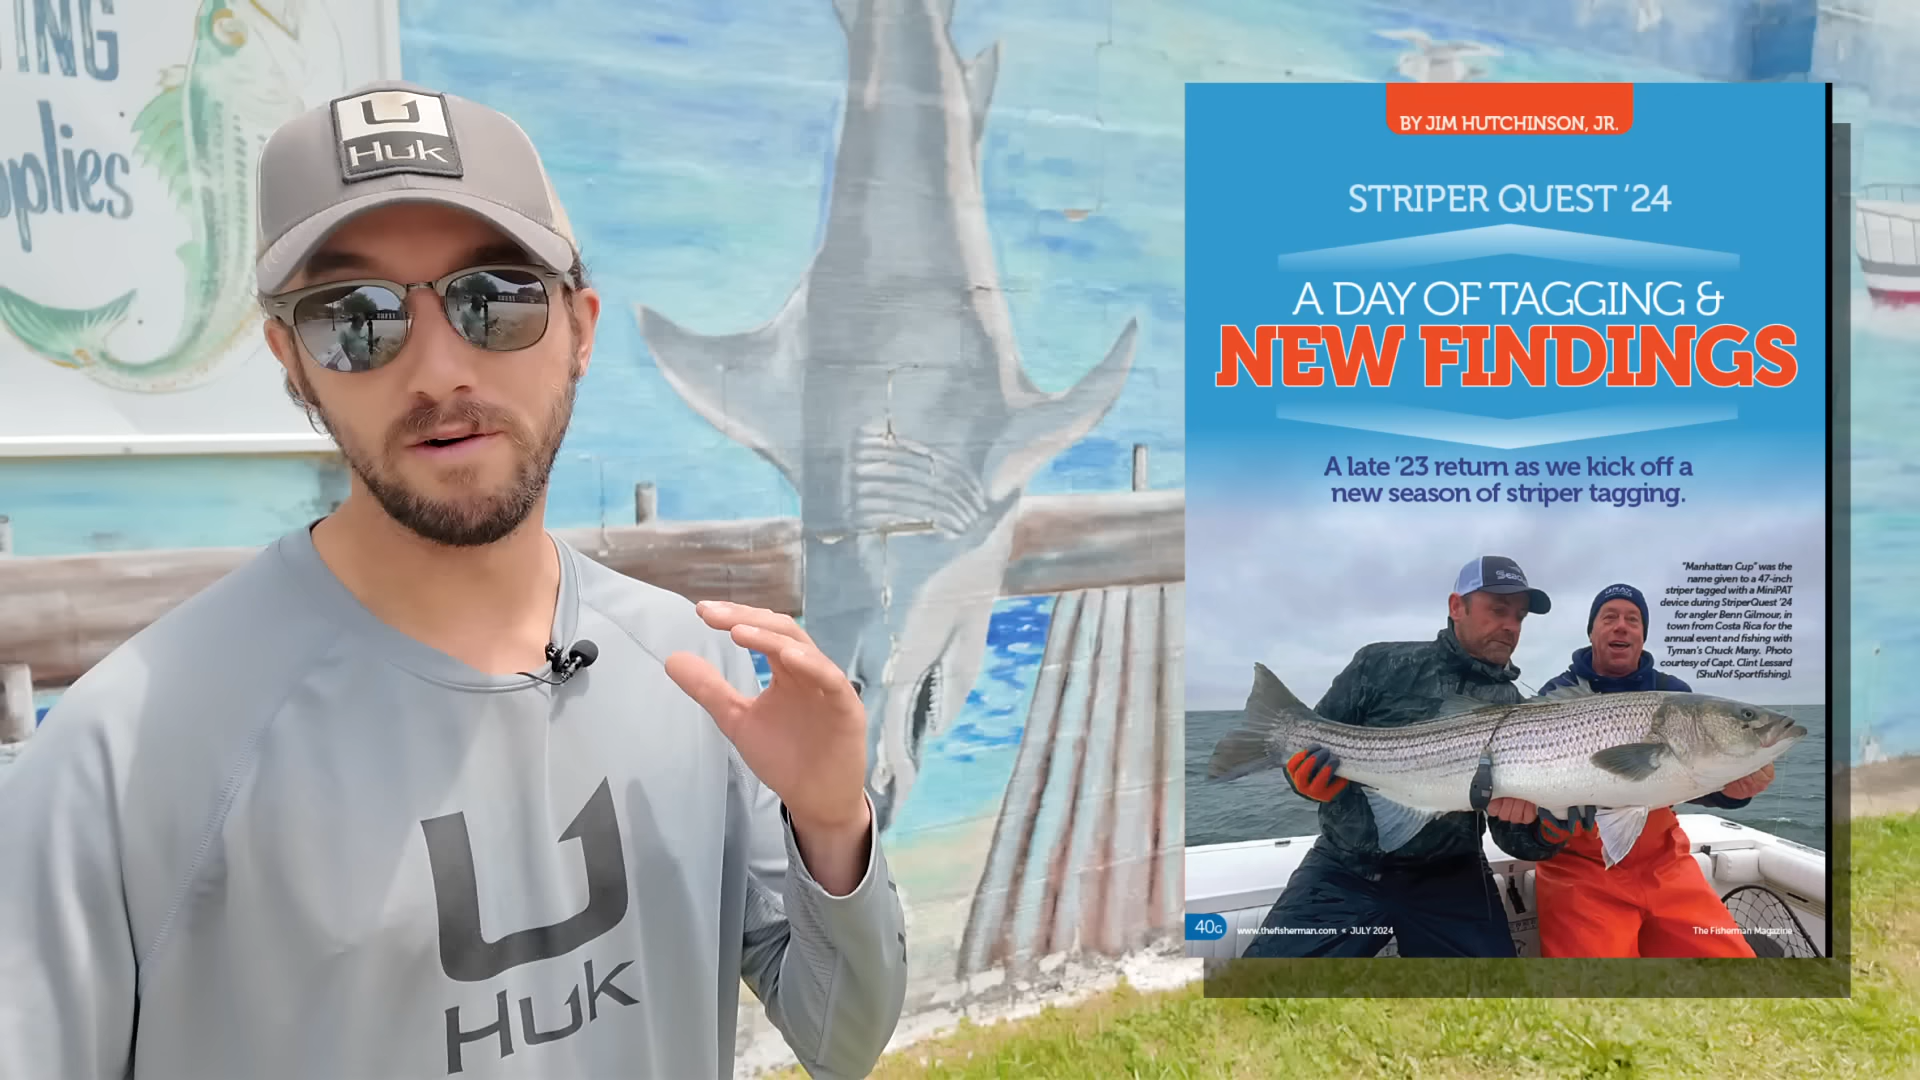 ING
pplies
Huk
Huk
BY JIM HUTCHINSON, JR.
STRIPER QUEST '24
A DAY OF TAGGING &
NEW FINDINGS
A late '23 return as we kick off a
new season of striper tagging.
"Manhattan Cup" was the
name given to a 47-inch
striper tagged with a MiniPAT
device during StriperQuest '24
for angler Benn Gilmour, in
town from Costa Rica for the
annual event and fishing with
Tyman's Chuck Many. Photo
courtesy of Capt. Clint Lessard
(ShuNof Sportfishing).
40G
www.thefisherman.com • JULY 2024
The Fisherman Magazine